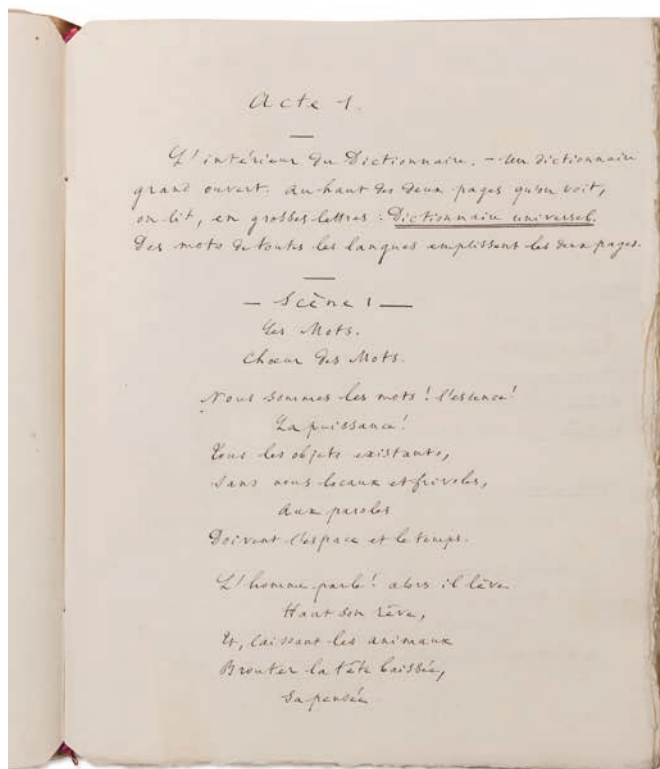 Acte 1.
L'intérieur du Dictionnaire. – Un dictionnaire
grand ouvert. Au haut des deux pages qu'on voit,
on lit, en grosses lettres : Dictionnaire universel.
Des mots de toutes les langues emplissent les deux pages.
— Scène 1 —
Les Mots.
Chœur des Mots.
Nous sommes les mots ! l'essence !
La puissance !
Tous les objets existants,
Sans nous locaux et frivoles,
Aux paroles
Doivent l'espace et le temps.
L'homme parle ! alors il lève
Haut son rêve,
Et, laissant les animaux
Brouter la tête baissée,
Sa pensée